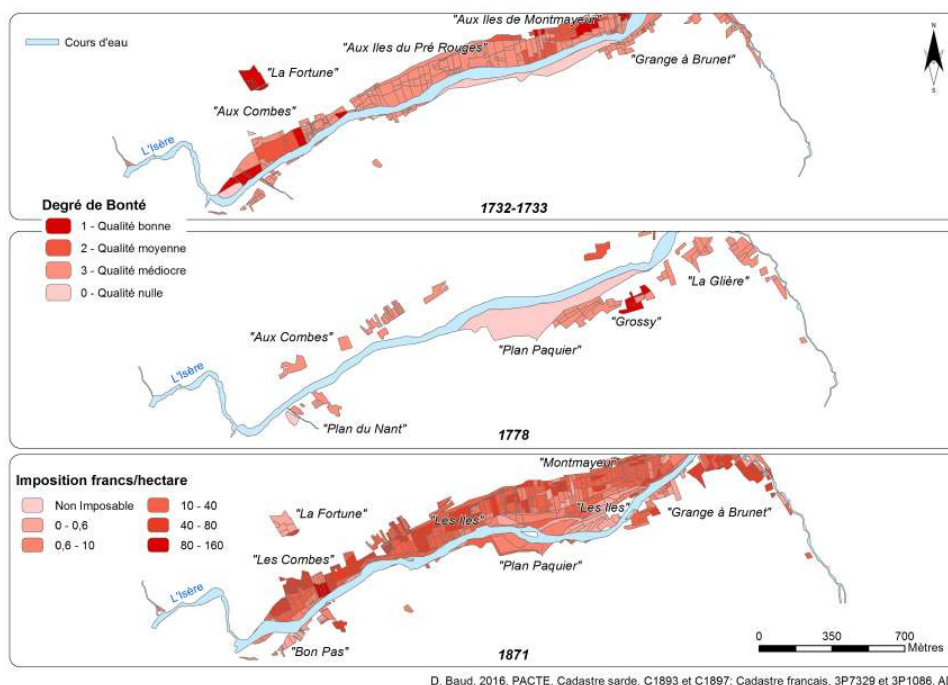 "Aux Iles de Montmayeur"
N
Cours d'eau
"Aux Iles du Pré Rouges"
"La Fortune"
"Grange à Brunet"
"Aux Combes"
L'Isère
Degré de Bonté
1732-1733
1 - Qualité bonne
2 - Qualité moyenne
3 - Qualité médiocre
0 - Qualité nulle
"La Glière"
"Grossy"
"Aux Combes"
"Plan Paquier"
L'Isère
"Plan du Nant"
1778
"Montmayeur"
Imposition francs/hectare
Non Imposable
10 - 40
0 - 0,6
40 - 80
0,6 - 10
80 - 160
"La Fortune"
"Les Iles"
"Les Iles"
"Grange à Brunet"
"Les Combes"
"Plan Paquier"
L'Isère
"Bon Pas"
0 350 700
Mètres
1871
D. Baud, 2016, PACTE, Cadastre sarde, C1893 et C1897; Cadastre français, 3P7329 et 3P1086,